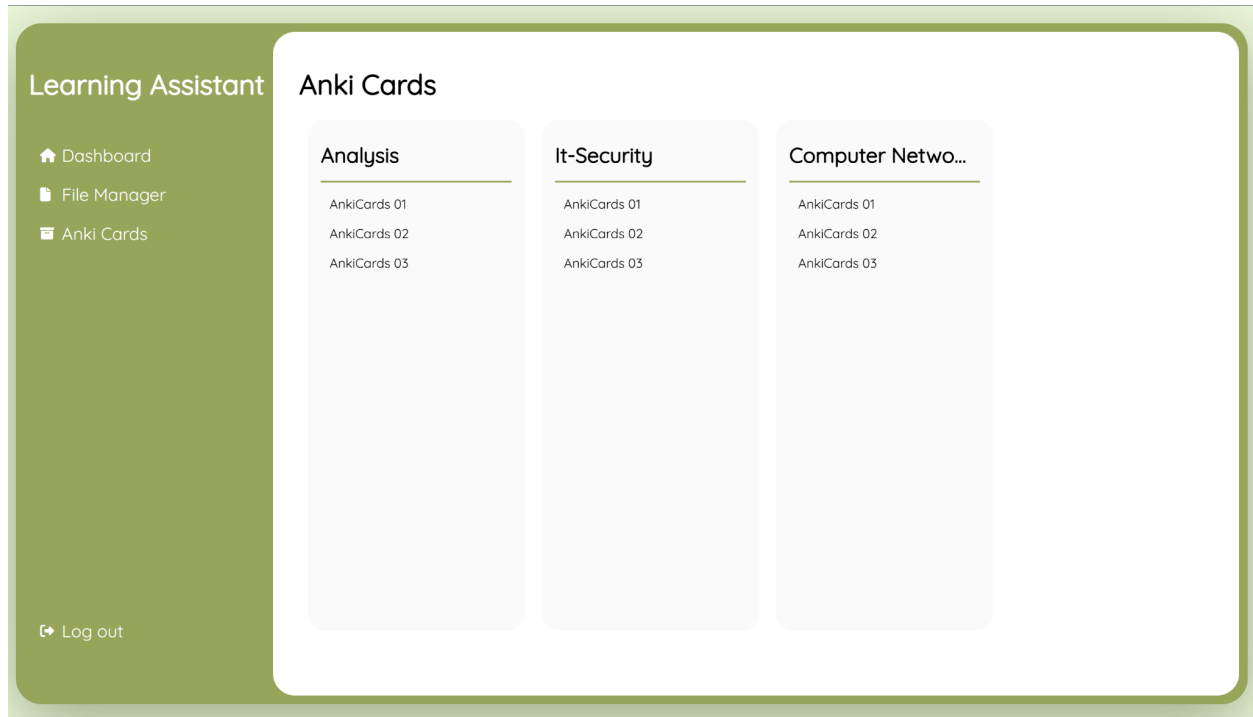 Learning Assistant
Dashboard
File Manager
Anki Cards
Log out
Anki Cards
Analysis
AnkiCards 01
AnkiCards 02
AnkiCards 03
It-Security
AnkiCards 01
AnkiCards 02
AnkiCards 03
Computer Netwo...
AnkiCards 01
AnkiCards 02
AnkiCards 03